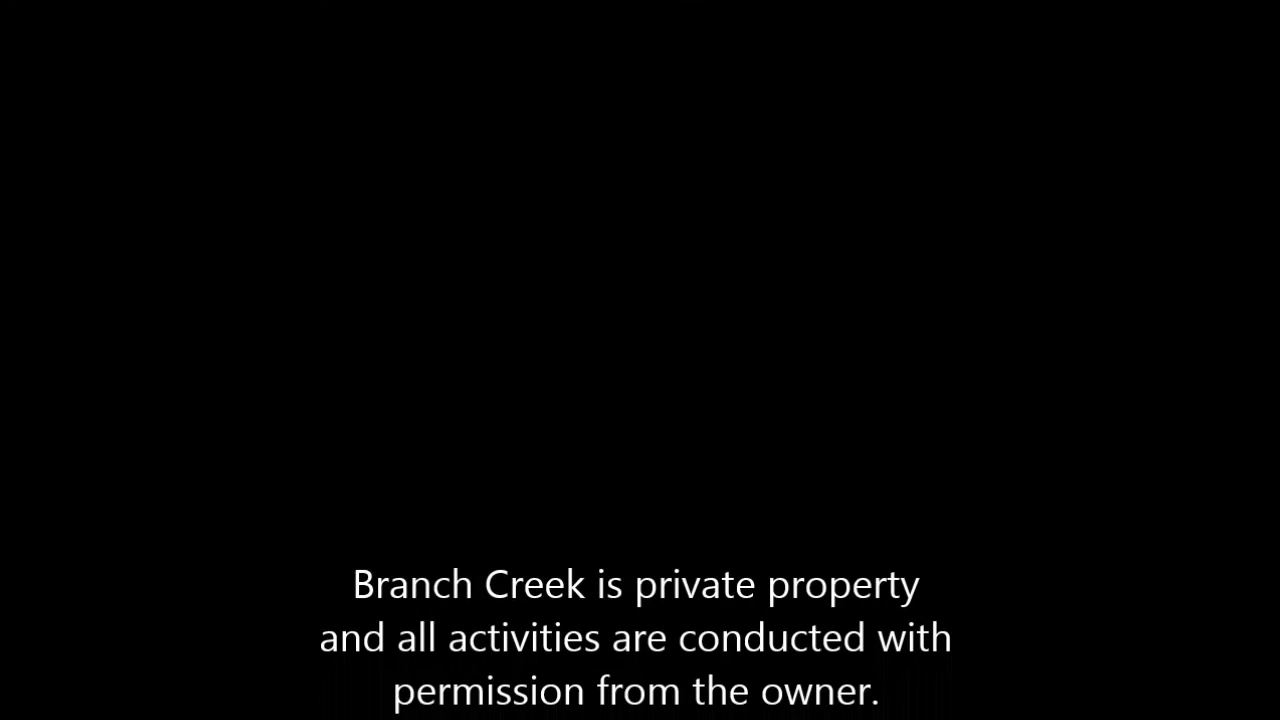 Branch Creek is private property
and all activities are conducted with
permission from the owner.